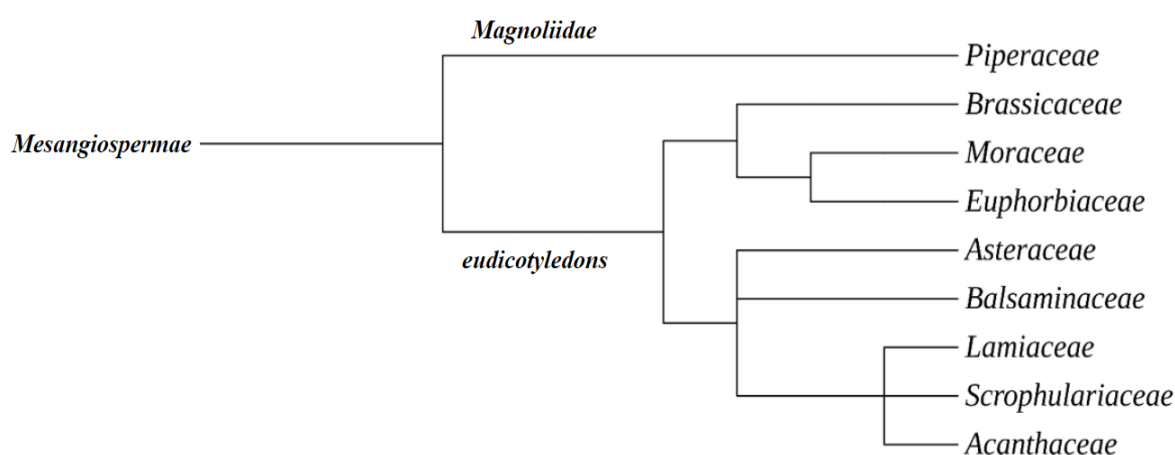 Magnoliidae
Piperaceae
Brassicaceae
Mesangiospermae
Moraceae
Euphorbiaceae
eudicotyledons
Asteraceae
Balsaminaceae
Lamiaceae
Scrophulariaceae
Acanthaceae